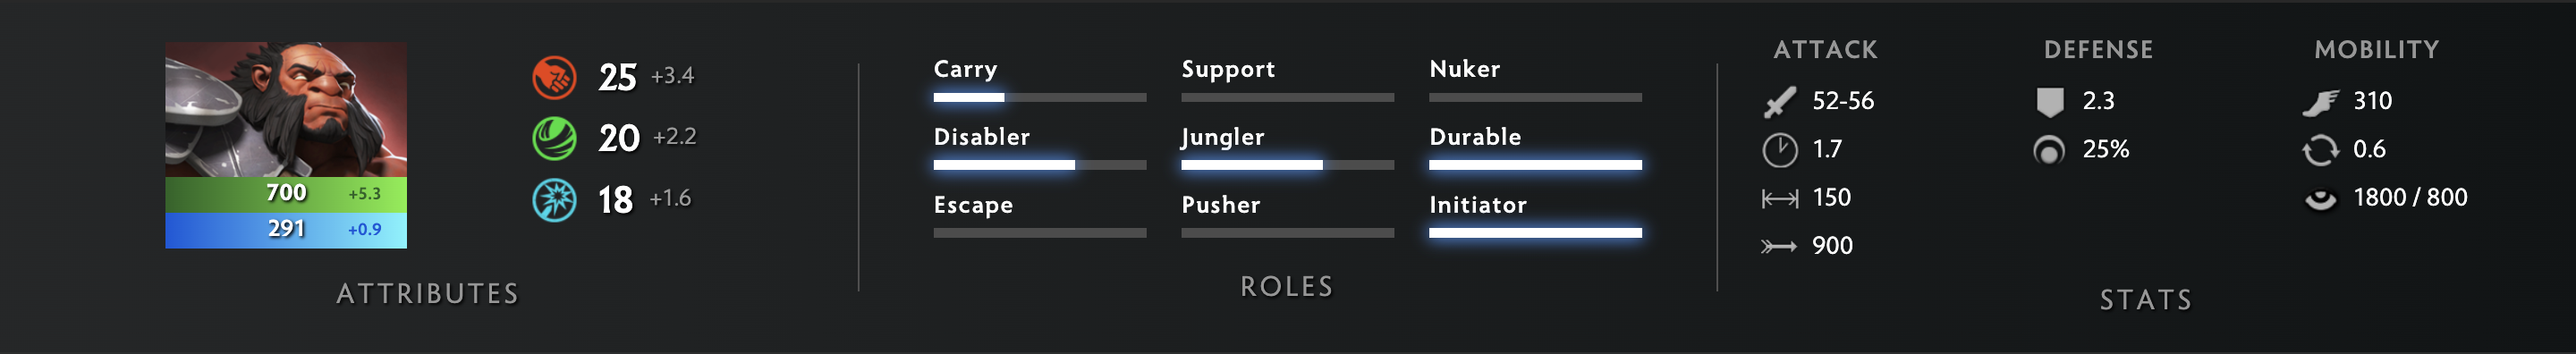 700 +5.3
291 +0.9
25 +3.4
20 +2.2
18 +1.6
ATTRIBUTES
Carry Support Nuker
Disabler Jungler Durable
Escape Pusher Initiator
ROLES
ATTACK DEFENSE MOBILITY
52-56 2.3 310
1.7 25% 0.6
150 1800 / 800
900
STATS